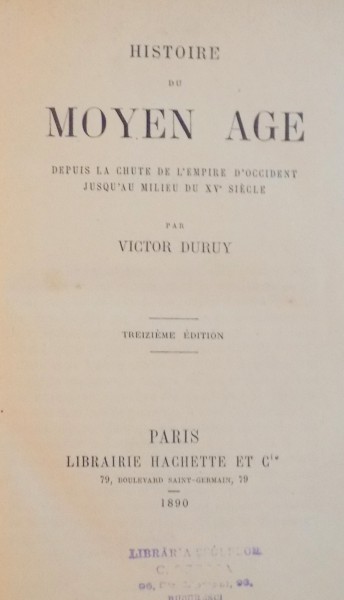 HISTOIRE
DU
MOYEN AGE
DEPUIS LA CHUTE DE L'EMPIRE D'OCCIDENT
JUSQU'AU MILIEU DU XVᵉ SIÈCLE
PAR
VICTOR DURUY
TREIZIÈME ÉDITION
PARIS
LIBRAIRIE HACHETTE ET Cⁱᵉ
79, BOULEVARD SAINT-GERMAIN, 79
1890